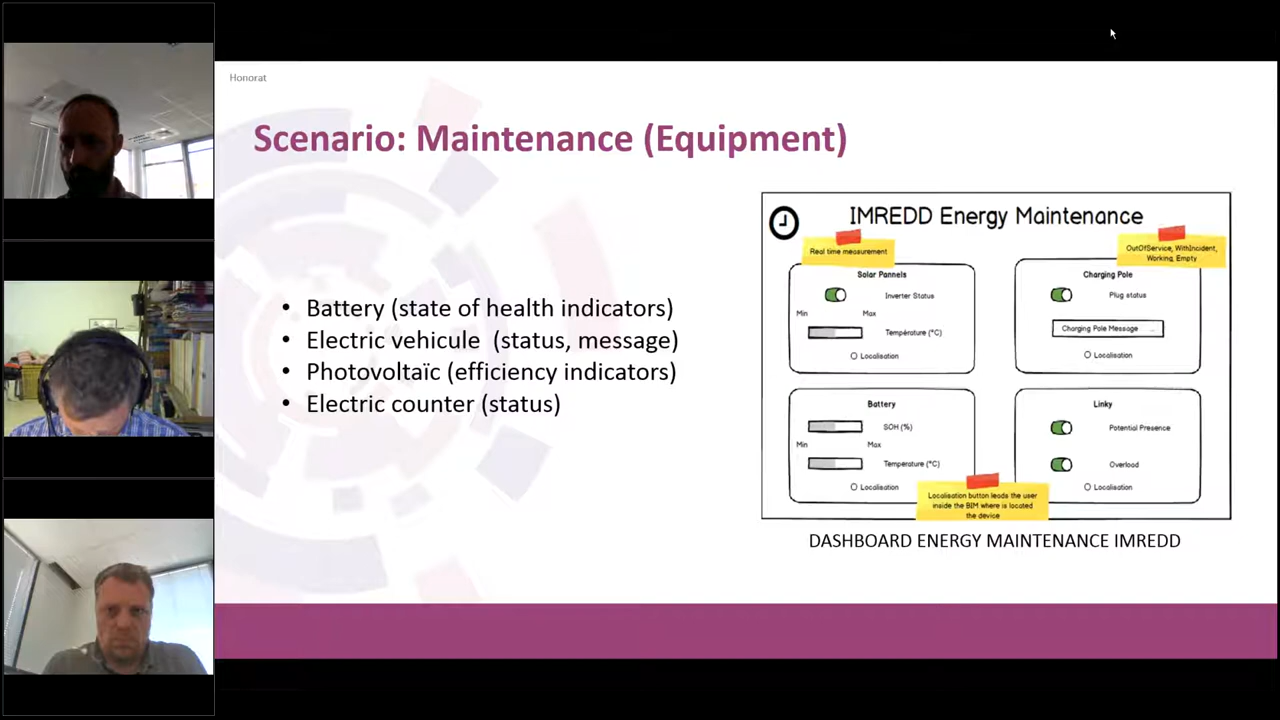 Honorat
Scenario: Maintenance (Equipment)
• Battery (state of health indicators)
• Electric vehicule (status, message)
• Photovoltaïc (efficiency indicators)
• Electric counter (status)
IMREDD Energy Maintenance
Real time measurement
OutOfService, WithIncident,
Working, Empty
Solar Pannels
Inverter Status
Min Max
Température (°C)
Localisation
Charging Pole
Plug status
Charging Pole Message ...
Localisation
Battery
SOH (%)
Min Max
Temperature (°C)
Localisation
Linky
Potential Presence
Overload
Localisation
Localisation button leads the user
inside the BIM where is located
the device
DASHBOARD ENERGY MAINTENANCE IMREDD